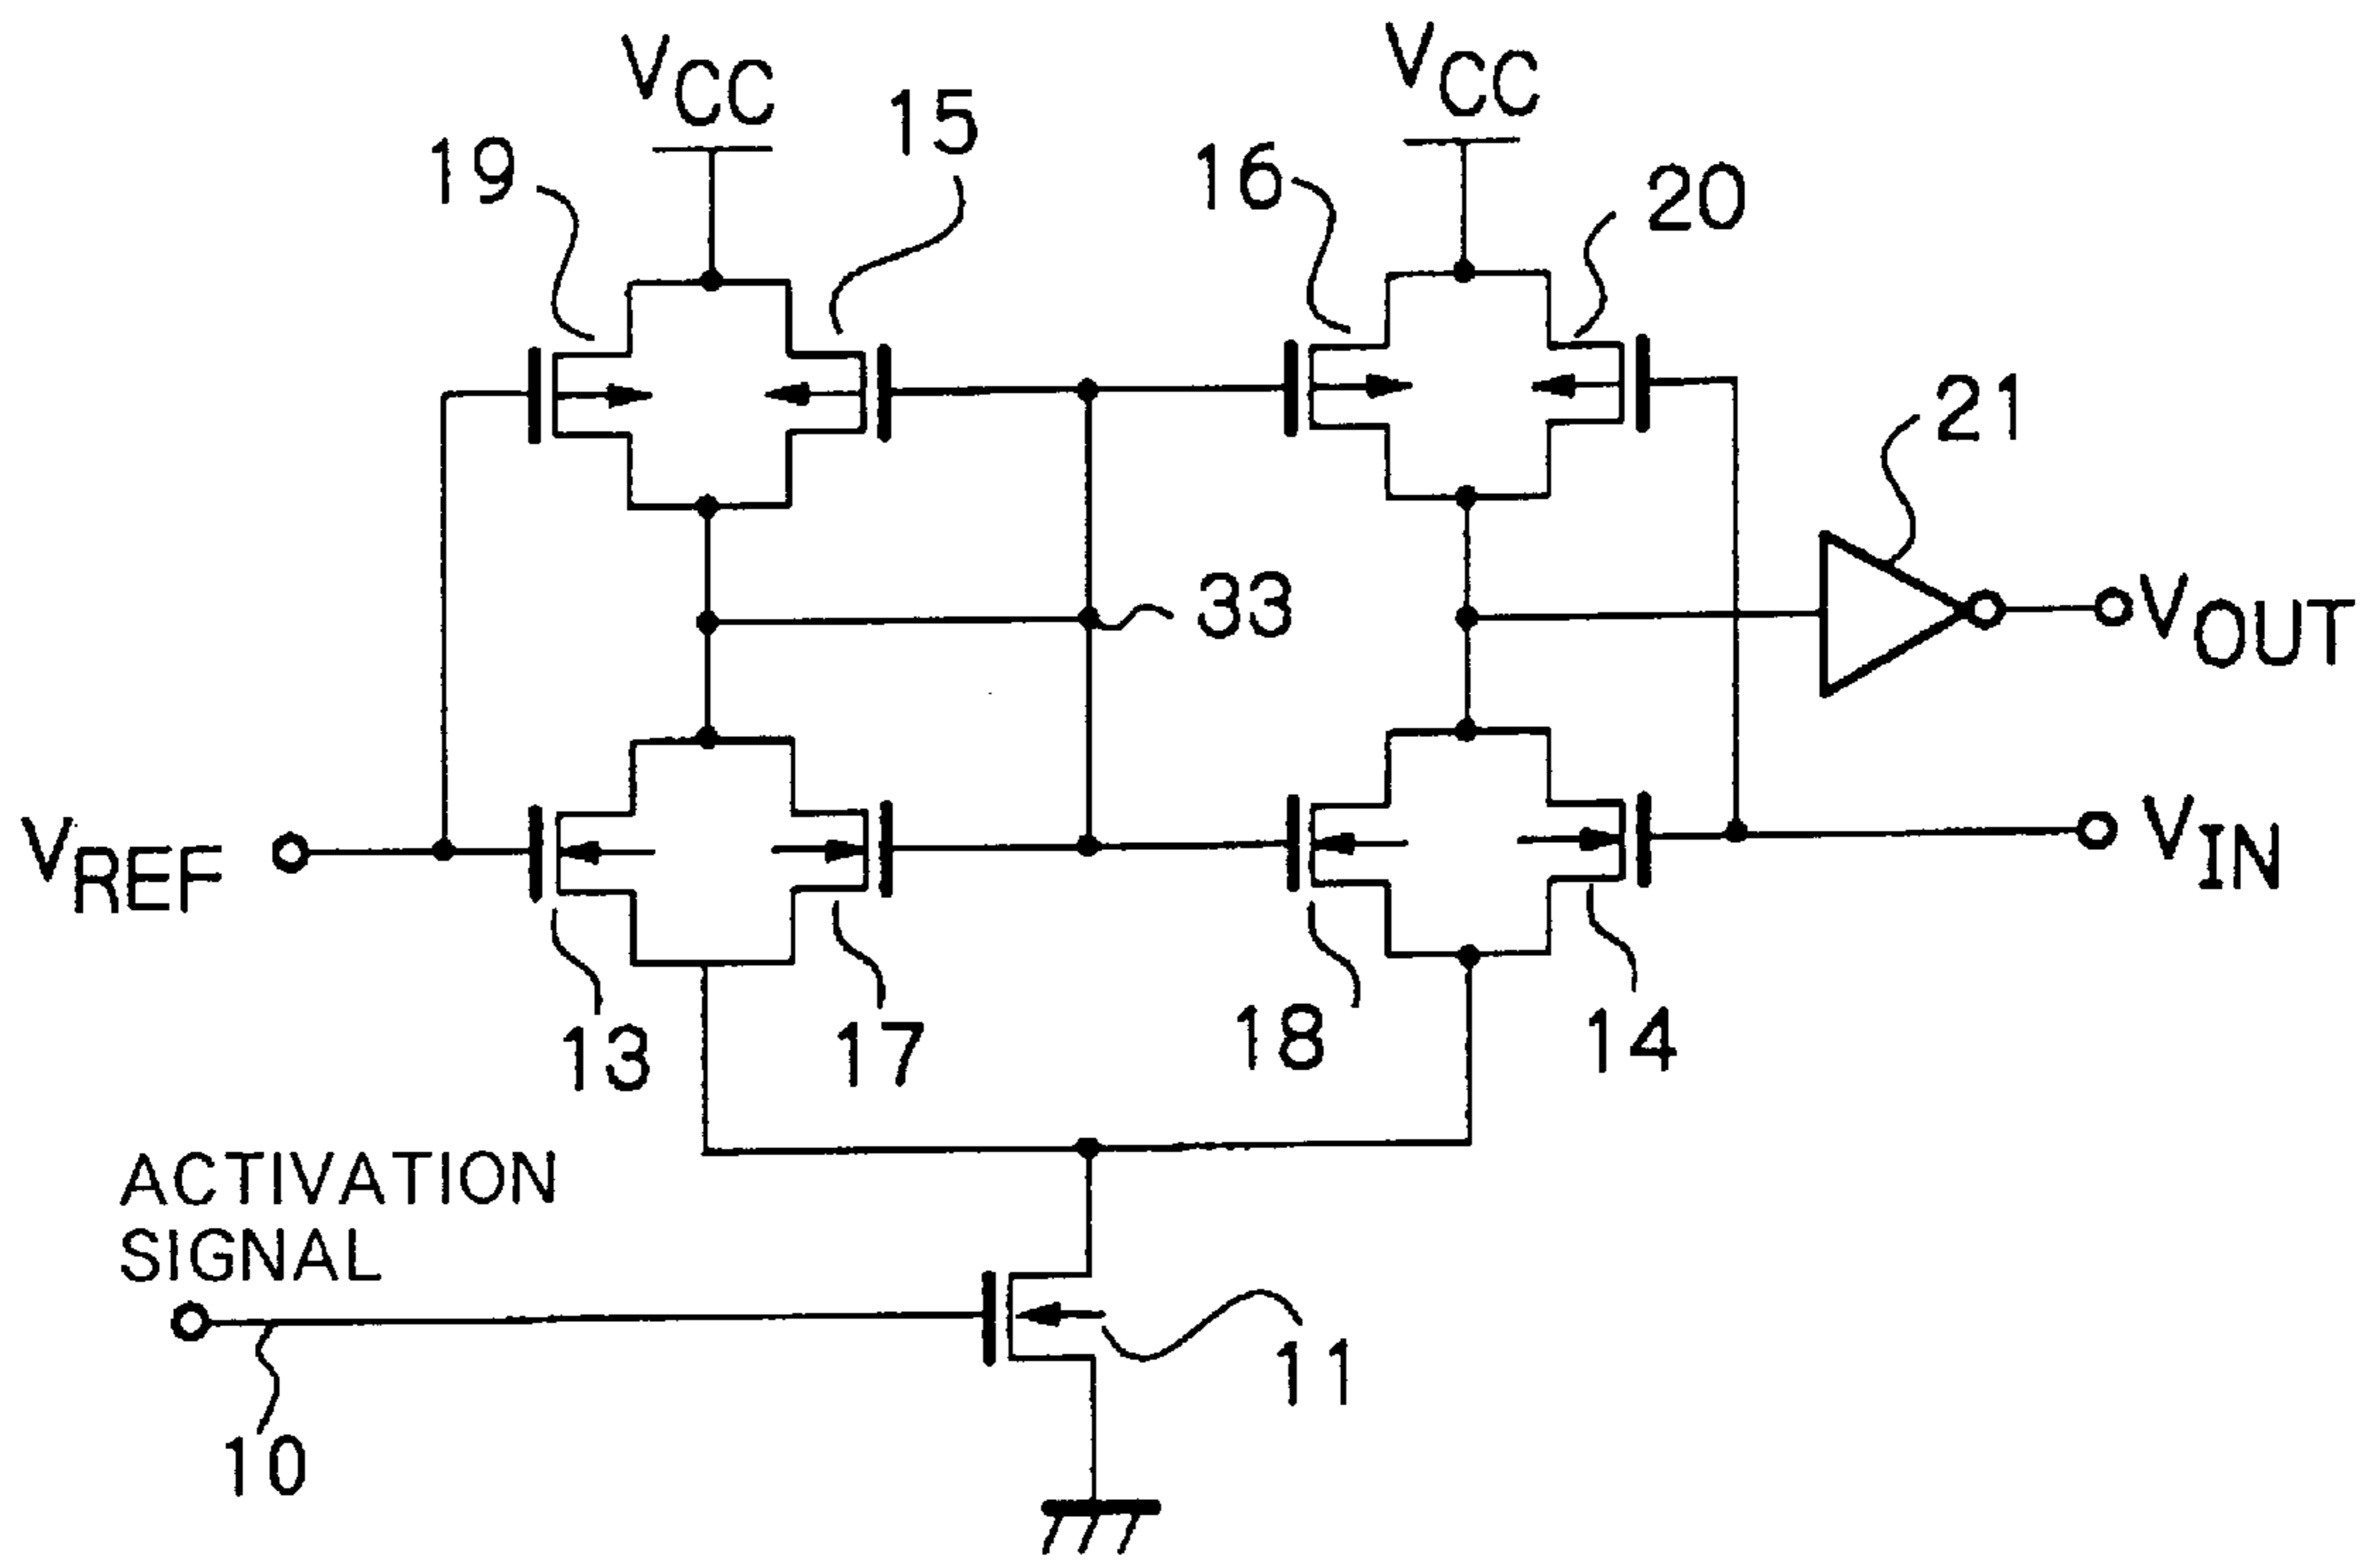 VCC
VCC
15
19
16
20
21
33
VOUT
VREF
VIN
13
17
18
14
ACTIVATION
SIGNAL
11
10